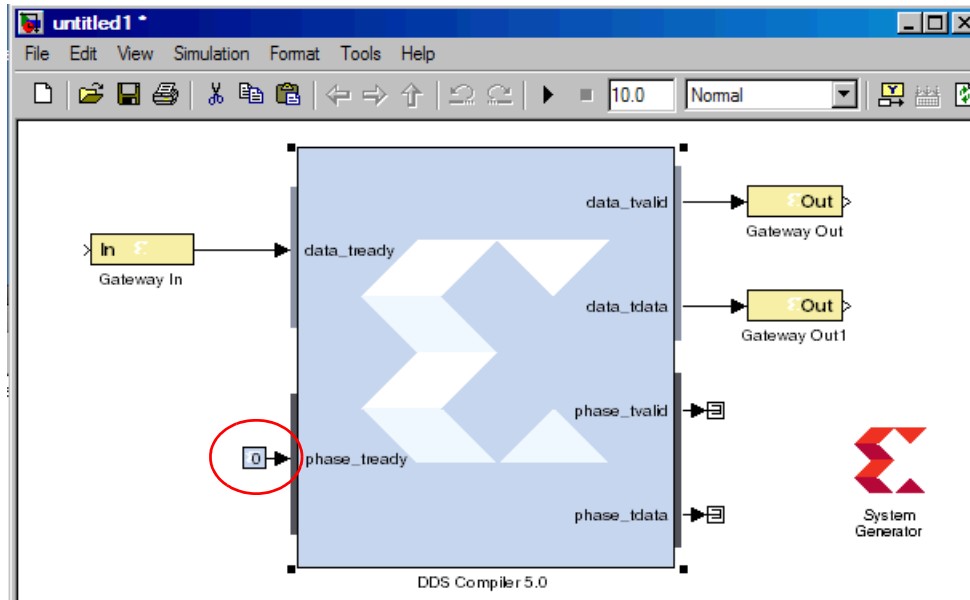 untitled1 *
File Edit View Simulation Format Tools Help
10.0 Normal
data_tvalid
Out
Gateway Out
In
data_tready
Gateway In
data_tdata
Out
Gateway Out1
phase_tvalid
0
phase_tready
phase_tdata
System
Generator
DDS Compiler 5.0